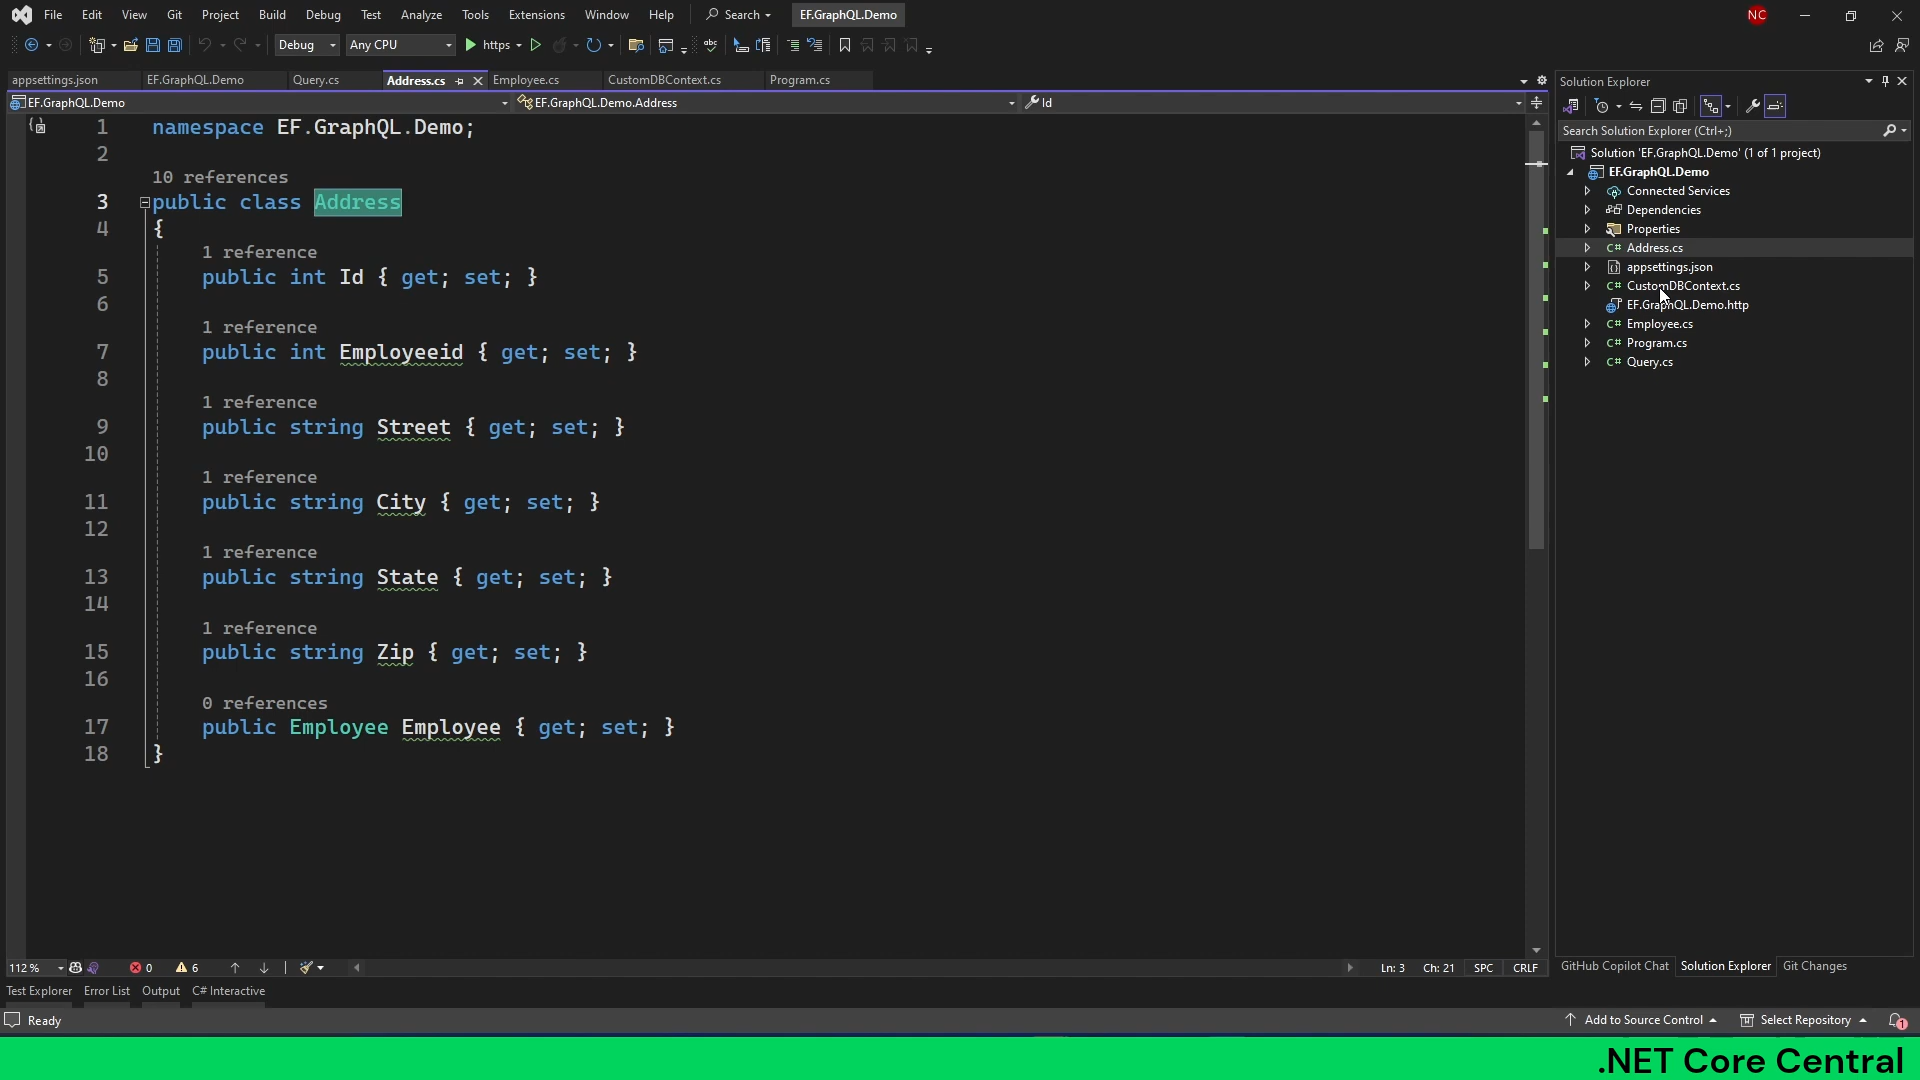 File Edit View Git Project Build Debug Test Analyze Tools Extensions Window Help Search EF.GraphQL.Demo NC
Debug Any CPU https
appsettings.json EF.GraphQL.Demo Query.cs Address.cs Employee.cs CustomDBContext.cs Program.cs
EF.GraphQL.Demo EF.GraphQL.Demo.Address Id
1 namespace EF.GraphQL.Demo;
2
10 references
3 public class Address
4 {
1 reference
5 public int Id { get; set; }
6
1 reference
7 public int Employeeid { get; set; }
8
1 reference
9 public string Street { get; set; }
10
1 reference
11 public string City { get; set; }
12
1 reference
13 public string State { get; set; }
14
1 reference
15 public string Zip { get; set; }
16
0 references
17 public Employee Employee { get; set; }
18 }
112 % 0 6 Ln: 3 Ch: 21 SPC CRLF
Test Explorer Error List Output C# Interactive
Solution Explorer
Search Solution Explorer (Ctrl+;)
Solution 'EF.GraphQL.Demo' (1 of 1 project)
EF.GraphQL.Demo
Connected Services
Dependencies
Properties
C# Address.cs
appsettings.json
C# CustomDBContext.cs
EF.GraphQL.Demo.http
C# Employee.cs
C# Program.cs
C# Query.cs
GitHub Copilot Chat Solution Explorer Git Changes
Ready Add to Source Control Select Repository 1
.NET Core Central